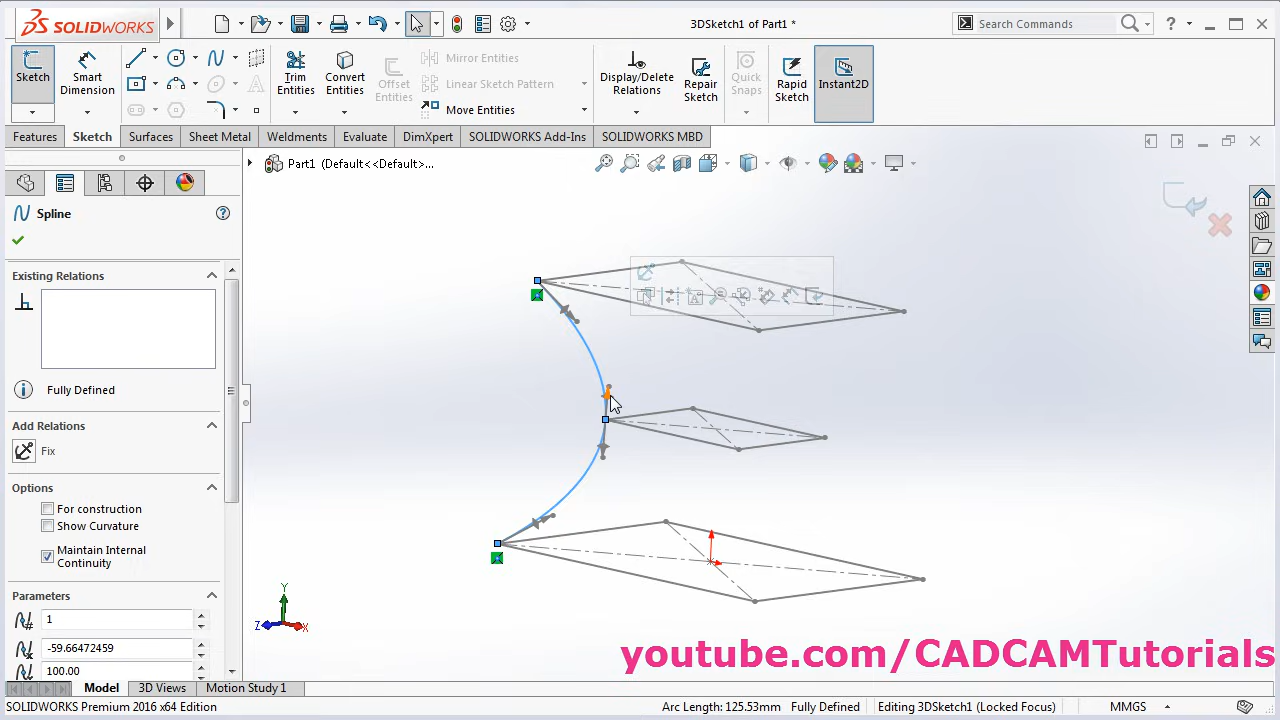 SOLIDWORKS
3DSketch1 of Part1 *
Search Commands
?
Sketch
Smart Dimension
Trim Entities
Convert Entities
Offset Entities
Mirror Entities
Linear Sketch Pattern
Move Entities
Display/Delete Relations
Repair Sketch
Quick Snaps
Rapid Sketch
Instant2D
Features
Sketch
Surfaces
Sheet Metal
Weldments
Evaluate
DimXpert
SOLIDWORKS Add-Ins
SOLIDWORKS MBD
Part1 (Default<<Default>...
Spline
Existing Relations
Fully Defined
Add Relations
Fix
Options
For construction
Show Curvature
Maintain Internal
Continuity
Parameters
1
-59.66472459
100.00
Y
Z
X
youtube.com/CADCAMTutorials
Model
3D Views
Motion Study 1
SOLIDWORKS Premium 2016 x64 Edition
Arc Length: 125.53mm
Fully Defined
Editing 3DSketch1 (Locked Focus)
MMGS